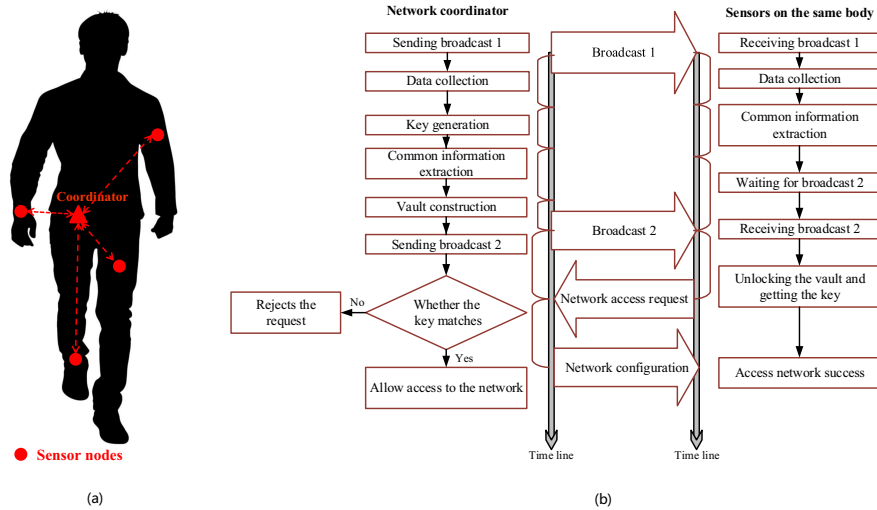 Coordinator
Sensor nodes
(a)
Network coordinator
Sending broadcast 1
Data collection
Key generation
Common information
extraction
Vault construction
Sending broadcast 2
Whether the
key matches
No
Rejects the
request
Yes
Allow access to the network
Broadcast 1
Broadcast 2
Network access request
Network configuration
Time line
Time line
Sensors on the same body
Receiving broadcast 1
Data collection
Common information
extraction
Waiting for broadcast 2
Receiving broadcast 2
Unlocking the vault and
getting the key
Access network success
(b)